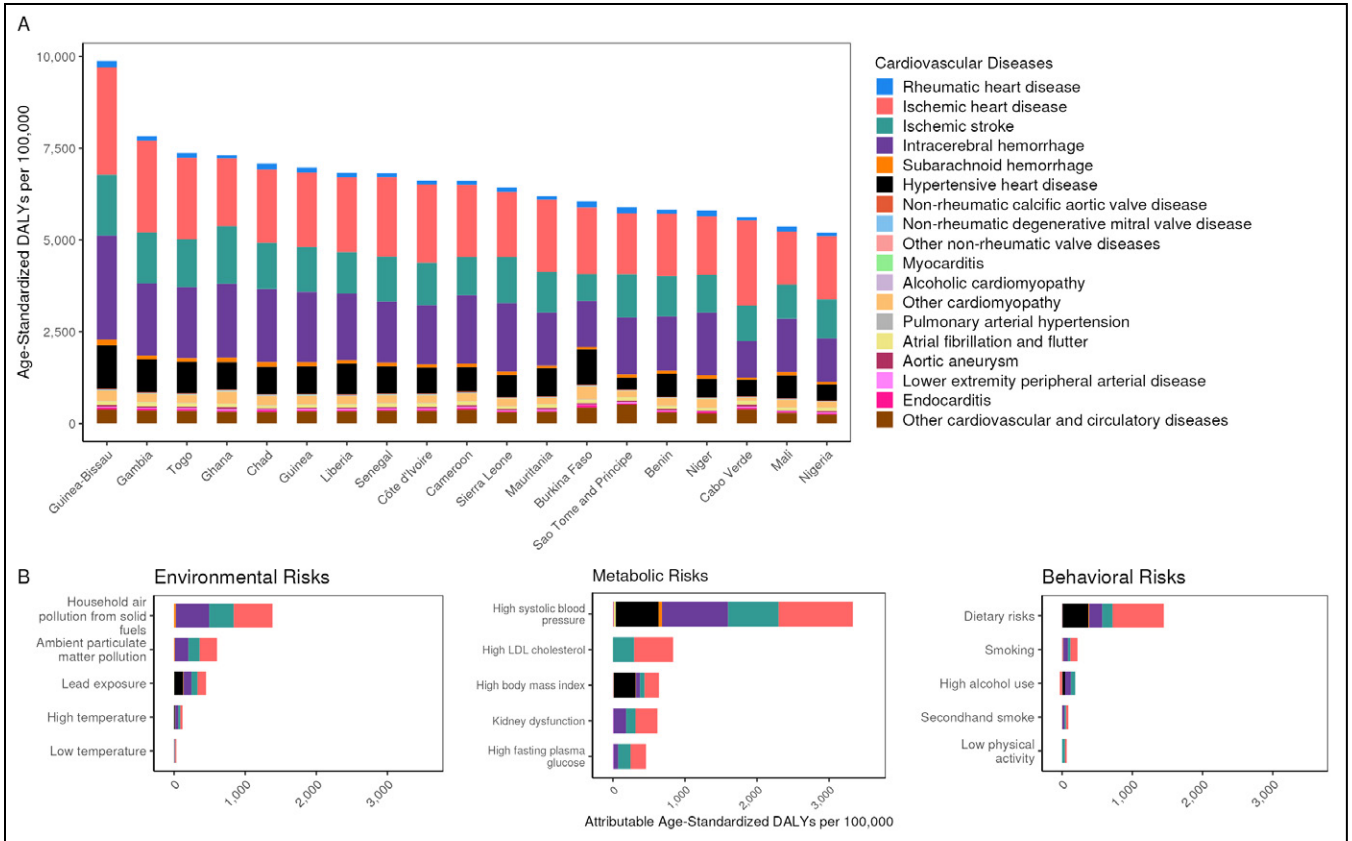 A
Age-Standardized DALYs per 100,000
10,000
7,500
5,000
2,500
0
Guinea-Bissau
Gambia
Togo
Ghana
Chad
Guinea
Liberia
Senegal
Côte d'Ivoire
Cameroon
Sierra Leone
Mauritania
Burkina Faso
Sao Tome and Principe
Benin
Niger
Cabo Verde
Mali
Nigeria
Cardiovascular Diseases
Rheumatic heart disease
Ischemic heart disease
Ischemic stroke
Intracerebral hemorrhage
Subarachnoid hemorrhage
Hypertensive heart disease
Non-rheumatic calcific aortic valve disease
Non-rheumatic degenerative mitral valve disease
Other non-rheumatic valve diseases
Myocarditis
Alcoholic cardiomyopathy
Other cardiomyopathy
Pulmonary arterial hypertension
Atrial fibrillation and flutter
Aortic aneurysm
Lower extremity peripheral arterial disease
Endocarditis
Other cardiovascular and circulatory diseases
B
Environmental Risks
Household air
pollution from solid
fuels
Ambient particulate
matter pollution
Lead exposure
High temperature
Low temperature
0
1,000
2,000
3,000
Metabolic Risks
High systolic blood
pressure
High LDL cholesterol
High body mass index
Kidney dysfunction
High fasting plasma
glucose
0
1,000
2,000
3,000
Attributable Age-Standardized DALYs per 100,000
Behavioral Risks
Dietary risks
Smoking
High alcohol use
Secondhand smoke
Low physical
activity
0
1,000
2,000
3,000